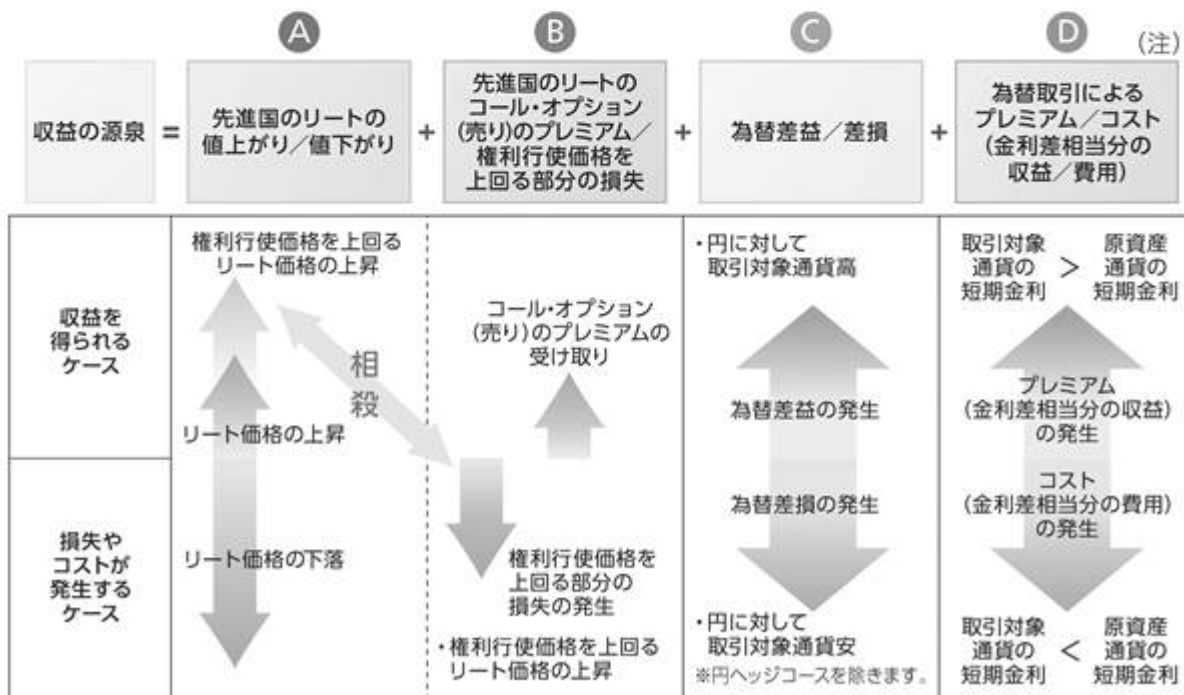 A
B
C
D
(注)
収益の源泉
=
先進国のリートの
値上がり/値下がり
+
先進国のリートの
コール・オプション
(売り)のプレミアム/
権利行使価格を
上回る部分の損失
+
為替差益/差損
+
為替取引による
プレミアム/コスト
(金利差相当分の
収益/費用)
収益を
得られる
ケース
権利行使価格を上回る
リート価格の上昇
相殺
リート価格の上昇
コール・オプション
(売り)のプレミアムの
受け取り
・円に対して
取引対象通貨高
為替差益の発生
取引対象
通貨の
短期金利
>
原資産
通貨の
短期金利
プレミアム
(金利差相当分の収益)
の発生
損失や
コストが
発生する
ケース
リート価格の下落
権利行使価格を
上回る部分の
損失の発生
・権利行使価格を上回る
リート価格の上昇
為替差損の発生
・円に対して
取引対象通貨安
※円ヘッジコースを除きます。
コスト
(金利差相当分の費用)
の発生
取引対象
通貨の
短期金利
<
原資産
通貨の
短期金利